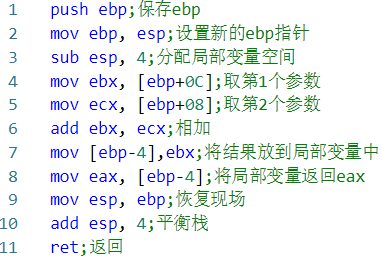 1 push ebp;保存ebp
2 mov ebp, esp;设置新的ebp指针
3 sub esp, 4;分配局部变量空间
4 mov ebx, [ebp+0C];取第1个参数
5 mov ecx, [ebp+08];取第2个参数
6 add ebx, ecx;相加
7 mov [ebp-4],ebx;将结果放到局部变量中
8 mov eax, [ebp-4];将局部变量返回eax
9 mov esp, ebp;恢复现场
10 add esp, 4;平衡栈
11 ret;返回